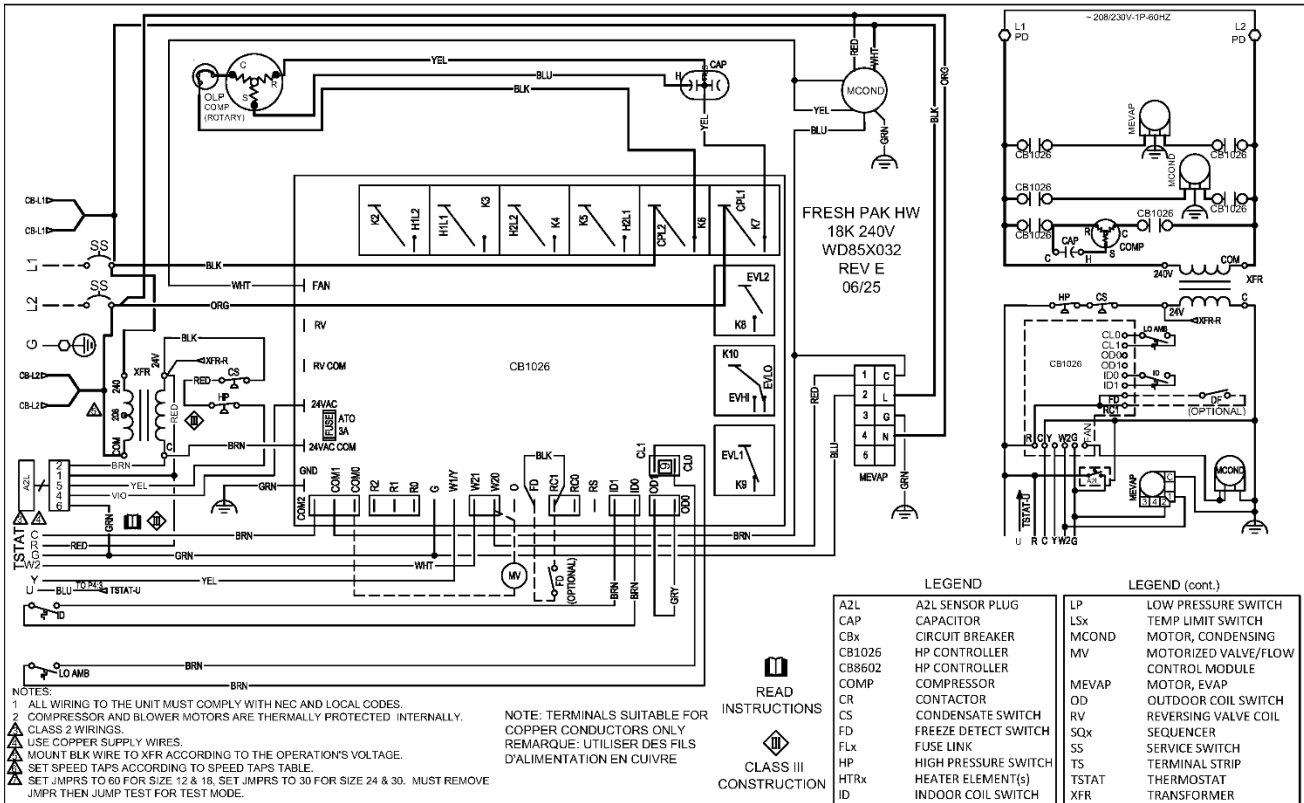 FRESH PAK HW
18K 240V
WD85X032
REV E
06/25
OLP
COMP
(ROTARY)
C
R
S
YEL
BLU
BLK
H
CAP
YEL
RED
WHT
MCOND
YEL
BLU
GRN
BLK
ORG
CB-L1
CB-L1
SS
L1
L2
SS
G
CB-L2
CB-L2
BLK
WHT
ORG
K2
H1L2
H1L1
K3
H2L2
K4
K5
H2L1
CPL2
K6
CPL1
K7
EVL2
K8
K10
EVLO
EVHI
EVL1
K9
FAN
RV
RV COM
CB1026
24VAC
FUSE
ATO
3A
24VAC COM
GND
XFR
240
208
COM
24V
C
BLK
XFR-R
RED
CS
HP
RED
BRN
BRN
YEL
VIO
GRN
GRN
A2L
2
1
5
4
6
COM2
COM1
COM0
R2
R1
R0
G
W1/Y
W21
W20
O
FD
RC1
RC0
RS
ID1
ID0
OD1
OD0
BLK
CL1
CL0
MEVAP
1 C
2 L
3 G
4 N
5
RED
BLU
GRN
TSTAT
C
R
G
W2
Y
U
BRN
RED
GRN
WHT
YEL
BLU
TO P4:3
TSTAT-U
BRN
MV
FD
(OPTIONAL)
BRN
BRN
GRY
ID
LO AMB
BRN
BRN
~ 208/230V-1P-60HZ
L1
PD
L2
PD
MEVAP
CB1026
CB1026
MCOND
CB1026
CB1026
CB1026
CB1026
R
C
S
COMP
CAP
C
H
240V
COM
XFR
24V
C
XFR-R
HP
CS
CB1026
CL0
CL1
OD0
OD1
ID0
ID1
FD
RC1
LO AMB
ID
DF
(OPTIONAL)
R C Y W2 G
FAN
A2L
MEVAP
C
1
3 4 2
MCOND
TSTAT-U
U R C Y W2 G
NOTES:
1 ALL WIRING TO THE UNIT MUST COMPLY WITH NEC AND LOCAL CODES.
2 COMPRESSOR AND BLOWER MOTORS ARE THERMALLY PROTECTED INTERNALLY.
CLASS 2 WIRINGS.
USE COPPER SUPPLY WIRES.
MOUNT BLK WIRE TO XFR ACCORDING TO THE OPERATION'S VOLTAGE.
SET SPEED TAPS ACCORDING TO SPEED TAPS TABLE.
SET JMPRS TO 60 FOR SIZE 12 & 18, SET JMPRS TO 30 FOR SIZE 24 & 30. MUST REMOVE
JMPR THEN JUMP TEST FOR TEST MODE.
NOTE: TERMINALS SUITABLE FOR
COPPER CONDUCTORS ONLY
REMARQUE: UTILISER DES FILS
D'ALIMENTATION EN CUIVRE
READ
INSTRUCTIONS
III
CLASS III
CONSTRUCTION
LEGEND
A2L A2L SENSOR PLUG
CAP CAPACITOR
CBx CIRCUIT BREAKER
CB1026 HP CONTROLLER
CB8602 HP CONTROLLER
COMP COMPRESSOR
CR CONTACTOR
CS CONDENSATE SWITCH
FD FREEZE DETECT SWITCH
FLx FUSE LINK
HP HIGH PRESSURE SWITCH
HTRx HEATER ELEMENT(s)
ID INDOOR COIL SWITCH
LEGEND (cont.)
LP LOW PRESSURE SWITCH
LSx TEMP LIMIT SWITCH
MCOND MOTOR, CONDENSING
MV MOTORIZED VALVE/FLOW
CONTROL MODULE
MEVAP MOTOR, EVAP
OD OUTDOOR COIL SWITCH
RV REVERSING VALVE COIL
SQx SEQUENCER
SS SERVICE SWITCH
TS TERMINAL STRIP
TSTAT THERMOSTAT
XFR TRANSFORMER